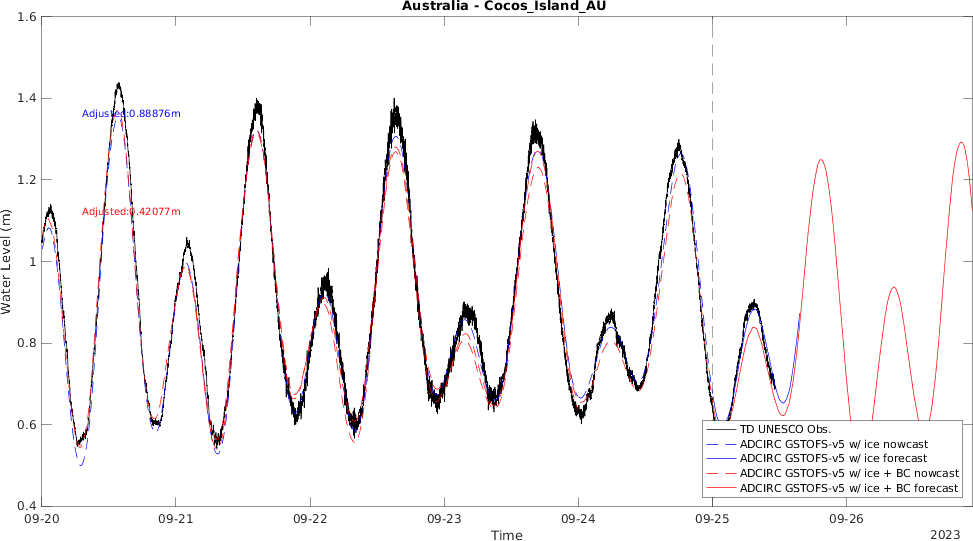 Australia - Cocos_Island_AU
1.6
1.4
1.2
1
0.8
0.6
0.4
Water Level (m)
Adjusted:0.88876m
Adjusted:0.42077m
TD UNESCO Obs.
ADCIRC GSTOFS-v5 w/ ice nowcast
ADCIRC GSTOFS-v5 w/ ice forecast
ADCIRC GSTOFS-v5 w/ ice + BC nowcast
ADCIRC GSTOFS-v5 w/ ice + BC forecast
09-20 09-21 09-22 09-23 09-24 09-25 09-26
Time
2023